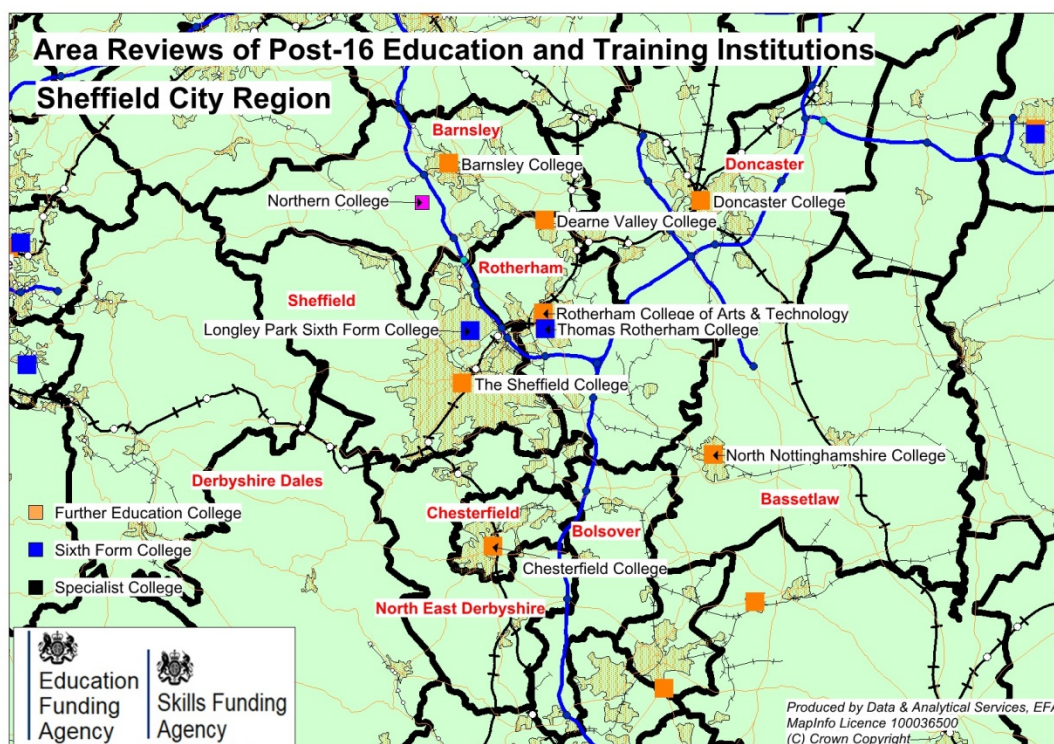 Area Reviews of Post-16 Education and Training Institutions
Sheffield City Region
Barnsley
Barnsley College
Doncaster
Northern College
Doncaster College
Dearne Valley College
Rotherham
Sheffield
Rotherham College of Arts & Technology
Longley Park Sixth Form College
Thomas Rotherham College
The Sheffield College
North Nottinghamshire College
Derbyshire Dales
Bassetlaw
Further Education College
Chesterfield
Bolsover
Sixth Form College
Chesterfield College
Specialist College
North East Derbyshire
Education
Funding
Agency
Skills Funding
Agency
Produced by Data & Analytical Services, EFA
MapInfo Licence 100036500
(C) Crown Copyright